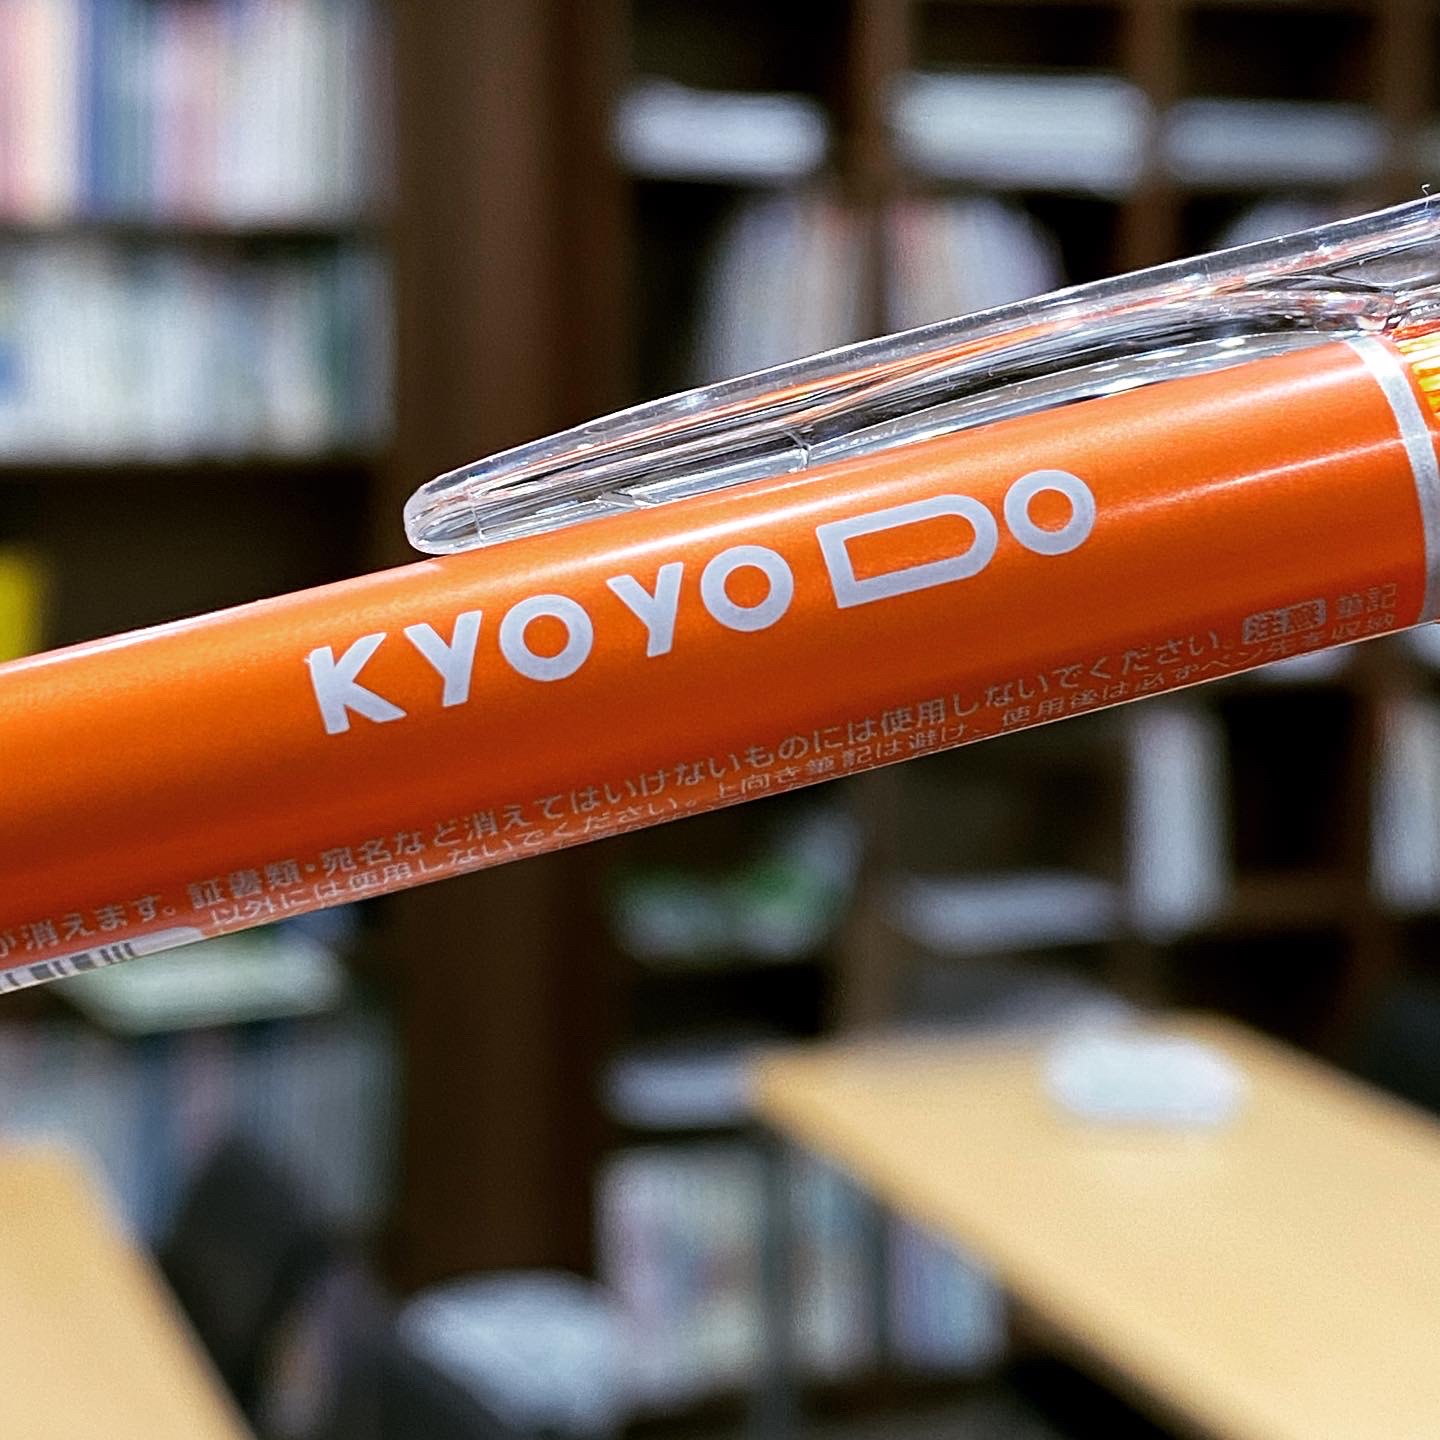 KYOYODO
消えます。証書類・宛名など消えてはいけないものには使用しないでください。 筆記
以外には使用しないでください。上向き筆記は避け、使用後は必ずペン先を収納